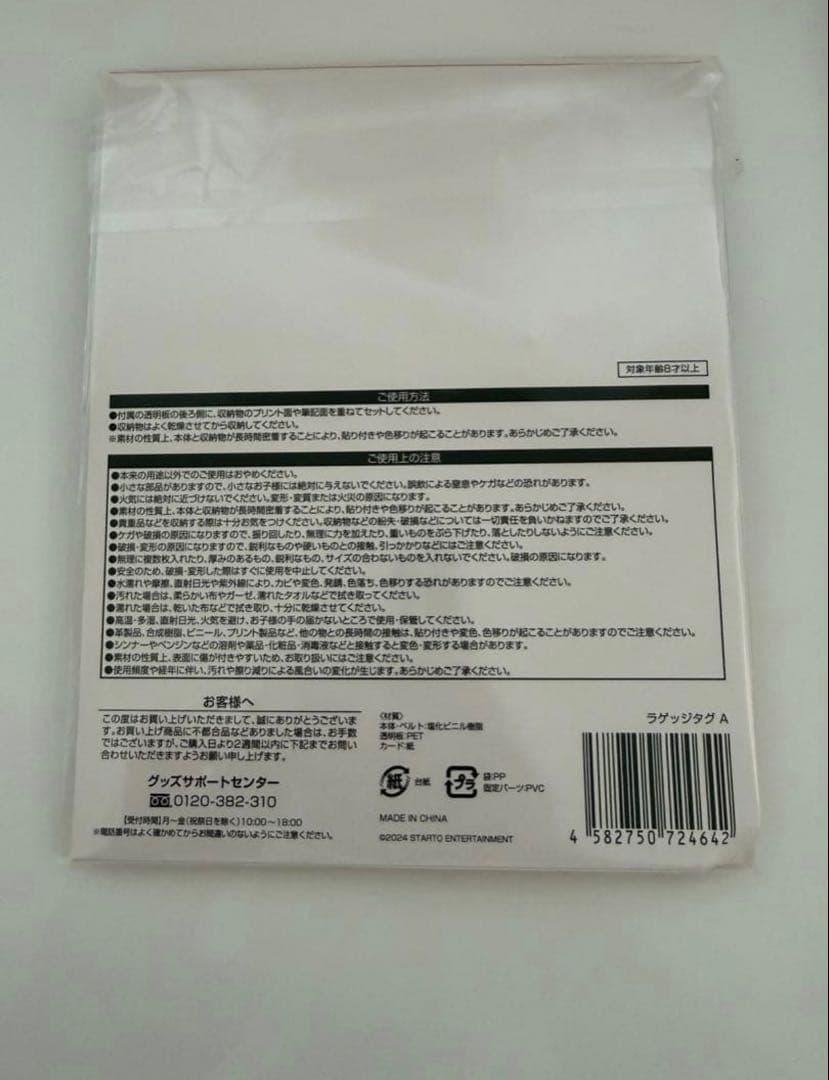 対象年齢8才以上
ご使用方法
●付属の透明板の後ろ側に、収納物のプリント面や筆記面を重ねてセットしてください。
●収納物はよく乾燥させてから収納してください。
※素材の性質上、本体と収納物が長時間密着することにより、貼り付きや色移りが起こることがあります。あらかじめご了承ください。
ご使用上の注意
●本来の用途以外でのご使用はおやめください。
●小さな部品がありますので、小さなお子様には絶対に与えないでください。誤飲による窒息やケガなどの恐れがあります。
●火気には絶対に近づけないでください。変形・変質または火災の原因になります。
●素材の性質上、本体と収納物が長時間密着することにより、貼り付きや色移りが起こることがあります。あらかじめご了承ください。
●貴重品などを収納する際は十分お気をつけください。収納物などの紛失・破損などについては一切責任を負いかねますのでご了承ください。
●ケガや破損の原因になりますので、振り回したり、無理に力を加えたり、重いものをぶら下げたり、落としたりしないようにご注意ください。
●破損・変形の原因になりますので、鋭利なものや硬いものとの接触、引っかかりなどにはご注意ください。
●無理に複数枚入れたり、厚みのあるもの、鋭利なもの、サイズの合わないものを入れないでください。破損の原因になります。
●安全のため、破損・変形した際はすぐに使用を中止してください。
●水濡れや摩擦、直射日光や紫外線により、カビや変色、発錆、色落ち、色移りする恐れがありますのでご注意ください。
●汚れた場合は、柔らかい布やガーゼ、濡れたタオルなどで拭き取ってください。
●濡れた場合は、乾いた布などで拭き取り、十分に乾燥させてください。
●高温・多湿、直射日光、火気を避け、お子様の手の届かないところで使用・保管してください。
●革製品、合成樹脂、ビニール、プリント製品など、他の物との長時間の接触は、貼り付きや変色、色移りが起こることがありますのでご注意ください。
●シンナーやベンジンなどの溶剤や薬品・化粧品・消毒液などと接触すると変色・変形する場合があります。
●素材の性質上、表面に傷が付きやすいため、お取り扱いにはご注意ください。
●使用頻度や経年に伴い、汚れや擦り減りによる風合いの変化が生じます。あらかじめご了承ください。
お客様へ
この度はお買い上げいただきまして、誠にありがとうございま
す。お買い上げ商品に不都合品などありました場合は、お手数
ではございますが、ご購入日より2週間以内に下記までお問い
合わせいただきますようお願い申し上げます。
グッズサポートセンター
0120-382-310
【受付時間】月～金(祝祭日を除く)10:00～18:00
※電話番号はよく確かめてからお間違いのないようにご注意ください。
〈材質〉
本体・ベルト:塩化ビニル樹脂
透明板:PET
カード:紙
紙 台紙
プラ 袋:PP
固定パーツ:PVC
MADE IN CHINA
©2024 STARTO ENTERTAINMENT
ラゲッジタグ A
4 582750 724642